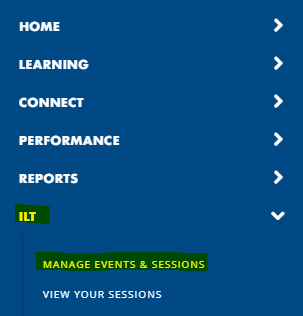 HOME
LEARNING
CONNECT
PERFORMANCE
REPORTS
ILT
MANAGE EVENTS & SESSIONS
VIEW YOUR SESSIONS